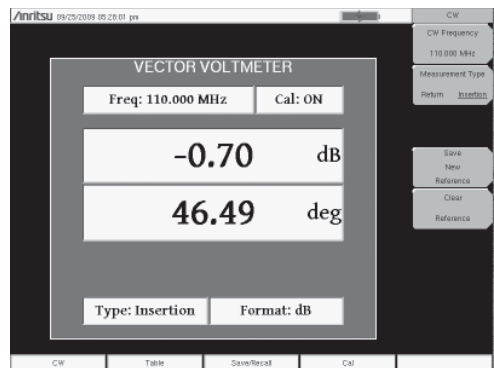 Anritsu 09/25/2009 05:28:01 pm
CW
CW Frequency
110.000 MHz
Measurement Type
Return Insertion
VECTOR VOLTMETER
Freq: 110.000 MHz
Cal: ON
-0.70 dB
46.49 deg
Save
New
Reference
Clear
Reference
Type: Insertion
Format: dB
CW
Table
Save/Recall
Cal